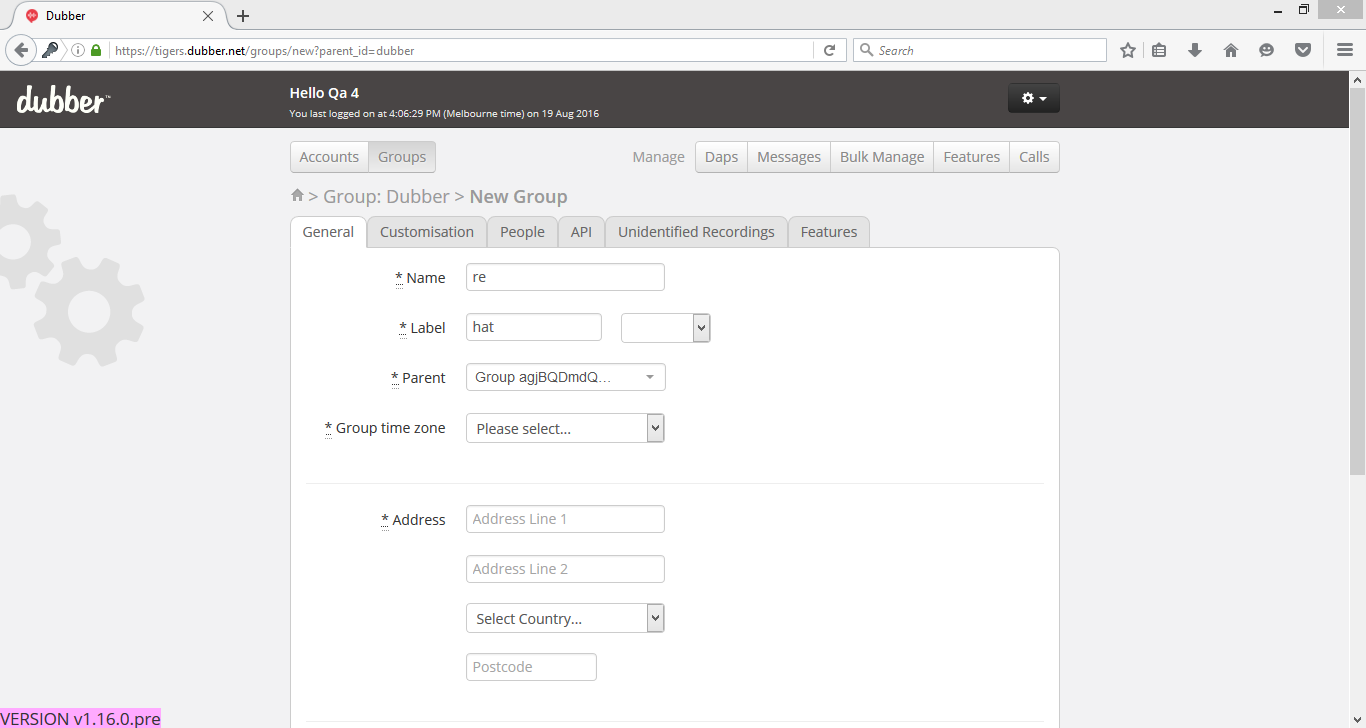 Dubber
https://tigers.dubber.net/groups/new?parent_id=dubber
Search
dubber™
Hello Qa 4
You last logged on at 4:06:29 PM (Melbourne time) on 19 Aug 2016
Accounts Groups Manage Daps Messages Bulk Manage Features Calls
> Group: Dubber > New Group
General Customisation People API Unidentified Recordings Features
* Name re
* Label hat
* Parent Group agjBQDmdQ...
* Group time zone Please select...
* Address Address Line 1
Address Line 2
Select Country...
Postcode
VERSION v1.16.0.pre